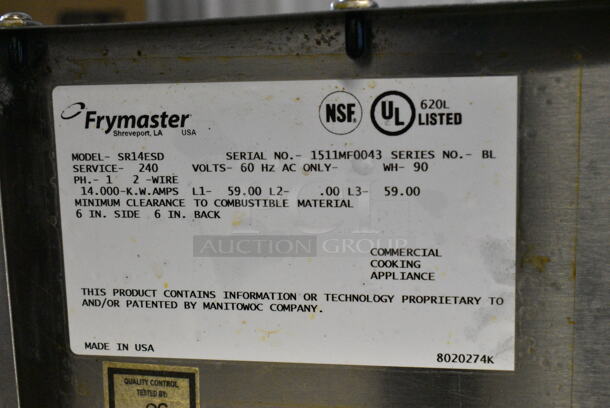 Frymaster
Shreveport, LA USA
NSF.
UL 620L LISTED
MODEL- SR14ESD SERIAL NO.- 1511MF0043 SERIES NO.- BL
SERVICE- 240 VOLTS- 60 Hz AC ONLY- WH- 90
PH.- 1 2 -WIRE
14.000-K.W.AMPS L1- 59.00 L2- .00 L3- 59.00
MINIMUM CLEARANCE TO COMBUSTIBLE MATERIAL
6 IN. SIDE 6 IN. BACK
AUCTION GROUP
COMMERCIAL
COOKING
APPLIANCE
THIS PRODUCT CONTAINS INFORMATION OR TECHNOLOGY PROPRIETARY TO
AND/OR PATENTED BY MANITOWOC COMPANY.
MADE IN USA
8020274K
QUALITY CONTROL
TESTED BY: